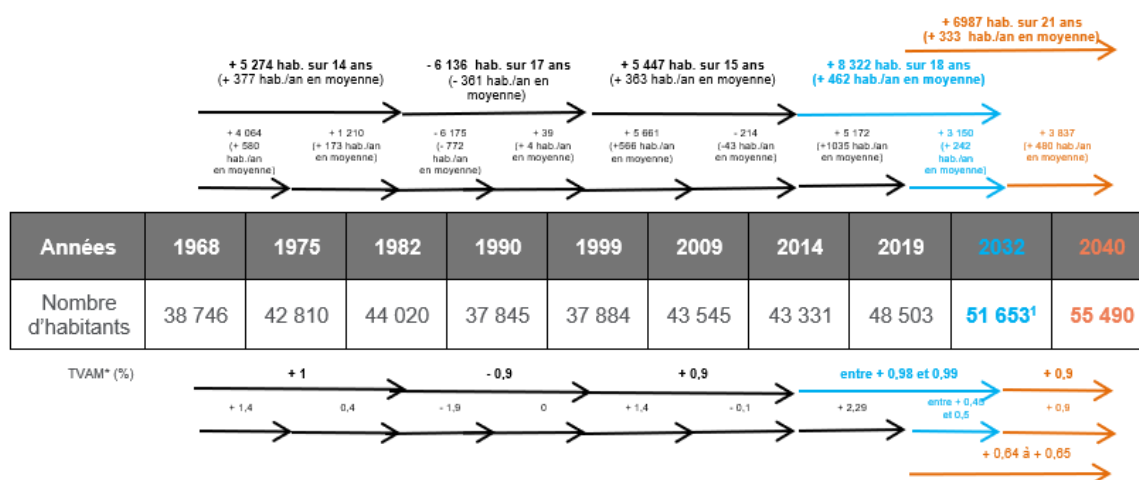 + 6987 hab. sur 21 ans
(+ 333 hab./an en moyenne)
+ 5 274 hab. sur 14 ans
(+ 377 hab./an en moyenne)
- 6 136 hab. sur 17 ans
(- 361 hab./an en
moyenne)
+ 5 447 hab. sur 15 ans
(+ 363 hab./an en moyenne)
+ 8 322 hab. sur 18 ans
(+ 462 hab./an en moyenne)
+ 4 064
(+ 580
hab./an
en moyenne)
+ 1 210
(+ 173 hab./an
en moyenne)
- 6 175
(- 772
hab./an
en moyenne)
+ 39
(+ 4 hab./an
en moyenne)
+ 5 661
(+566 hab./an
en moyenne)
- 214
(-43 hab./an
en moyenne)
+ 5 172
(+1035 hab./an
en moyenne)
+ 3 150
(+ 242
hab./an
en moyenne)
+ 3 837
(+ 480 hab./an
en moyenne)
Années 1968 1975 1982 1990 1999 2009 2014 2019 2032 2040
Nombre
d'habitants 38 746 42 810 44 020 37 845 37 884 43 545 43 331 48 503 51 653¹ 55 490
TVAM* (%) + 1 - 0,9 + 0,9 entre + 0,98 et 0,99 + 0,9
+ 1,4 0,4 - 1,9 0 + 1,4 - 0,1 + 2,29 entre + 0,48
et 0,5 + 0,9
+ 0,64 à + 0,65